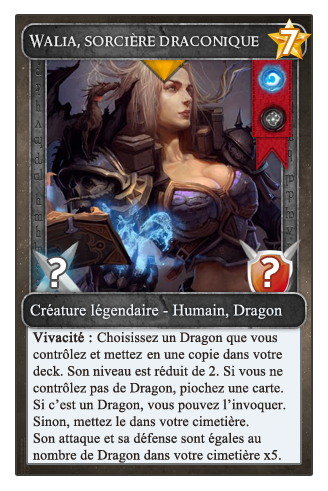 WALIA, SORCIÈRE DRACONIQUE
7
?
?
Créature légendaire - Humain, Dragon
Vivacité : Choisissez un Dragon que vous
contrôlez et mettez en une copie dans votre
deck. Son niveau est réduit de 2. Si vous ne
contrôlez pas de Dragon, piochez une carte.
Si c'est un Dragon, vous pouvez l'invoquer.
Sinon, mettez le dans votre cimetière.
Son attaque et sa défense sont égales au
nombre de Dragon dans votre cimetière x5.